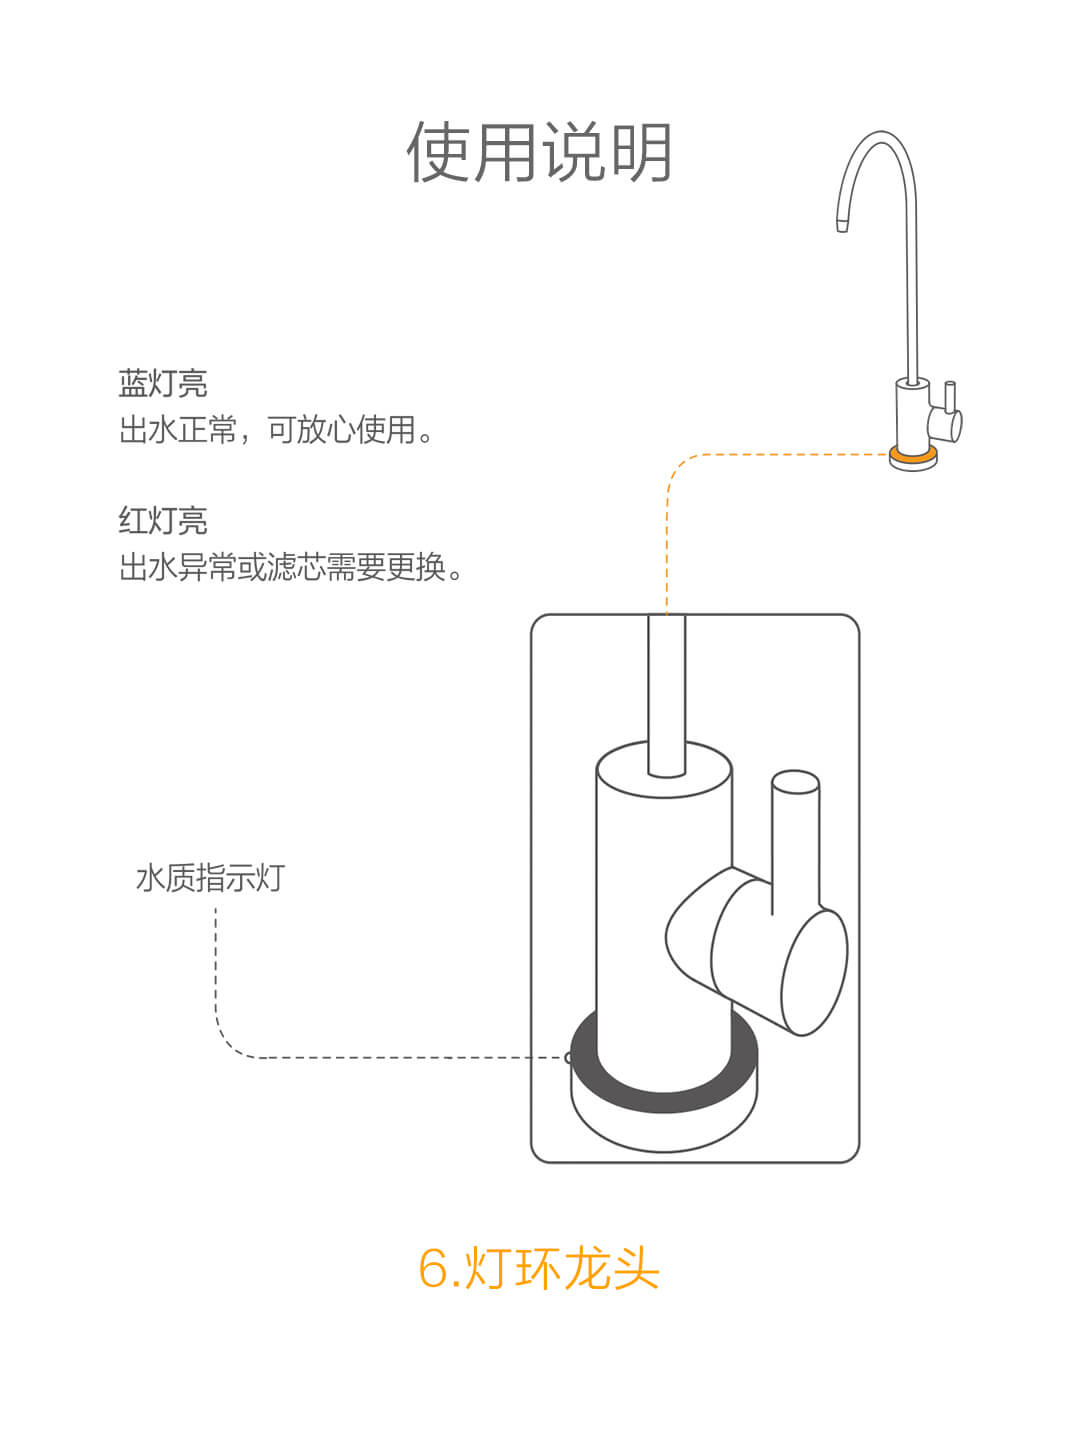 使用说明
蓝灯亮
出水正常，可放心使用。
红灯亮
出水异常或滤芯需要更换。
水质指示灯
6.灯环龙头